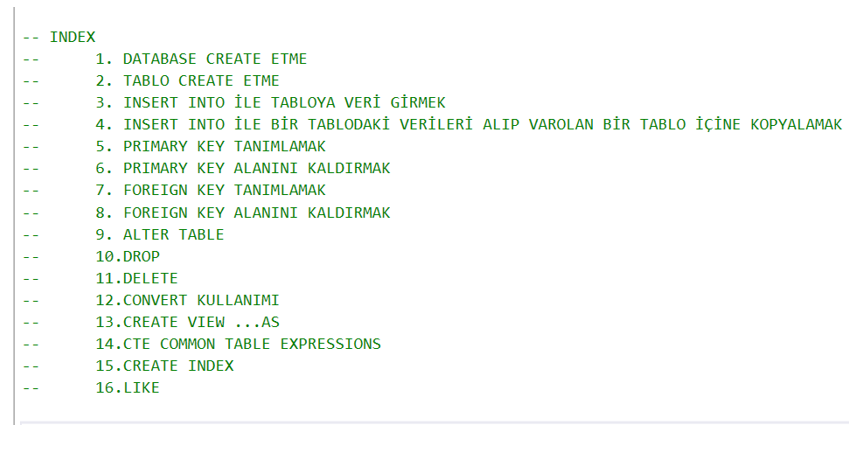 -- INDEX
-- 1. DATABASE CREATE ETME
-- 2. TABLO CREATE ETME
-- 3. INSERT INTO İLE TABLOYA VERİ GİRMEK
-- 4. INSERT INTO İLE BİR TABLODAKİ VERİLERİ ALIP VAROLAN BİR TABLO İÇİNE KOPYALAMAK
-- 5. PRIMARY KEY TANIMLAMAK
-- 6. PRIMARY KEY ALANINI KALDIRMAK
-- 7. FOREIGN KEY TANIMLAMAK
-- 8. FOREIGN KEY ALANINI KALDIRMAK
-- 9. ALTER TABLE
-- 10.DROP
-- 11.DELETE
-- 12.CONVERT KULLANIMI
-- 13.CREATE VIEW ...AS
-- 14.CTE COMMON TABLE EXPRESSIONS
-- 15.CREATE INDEX
-- 16.LIKE